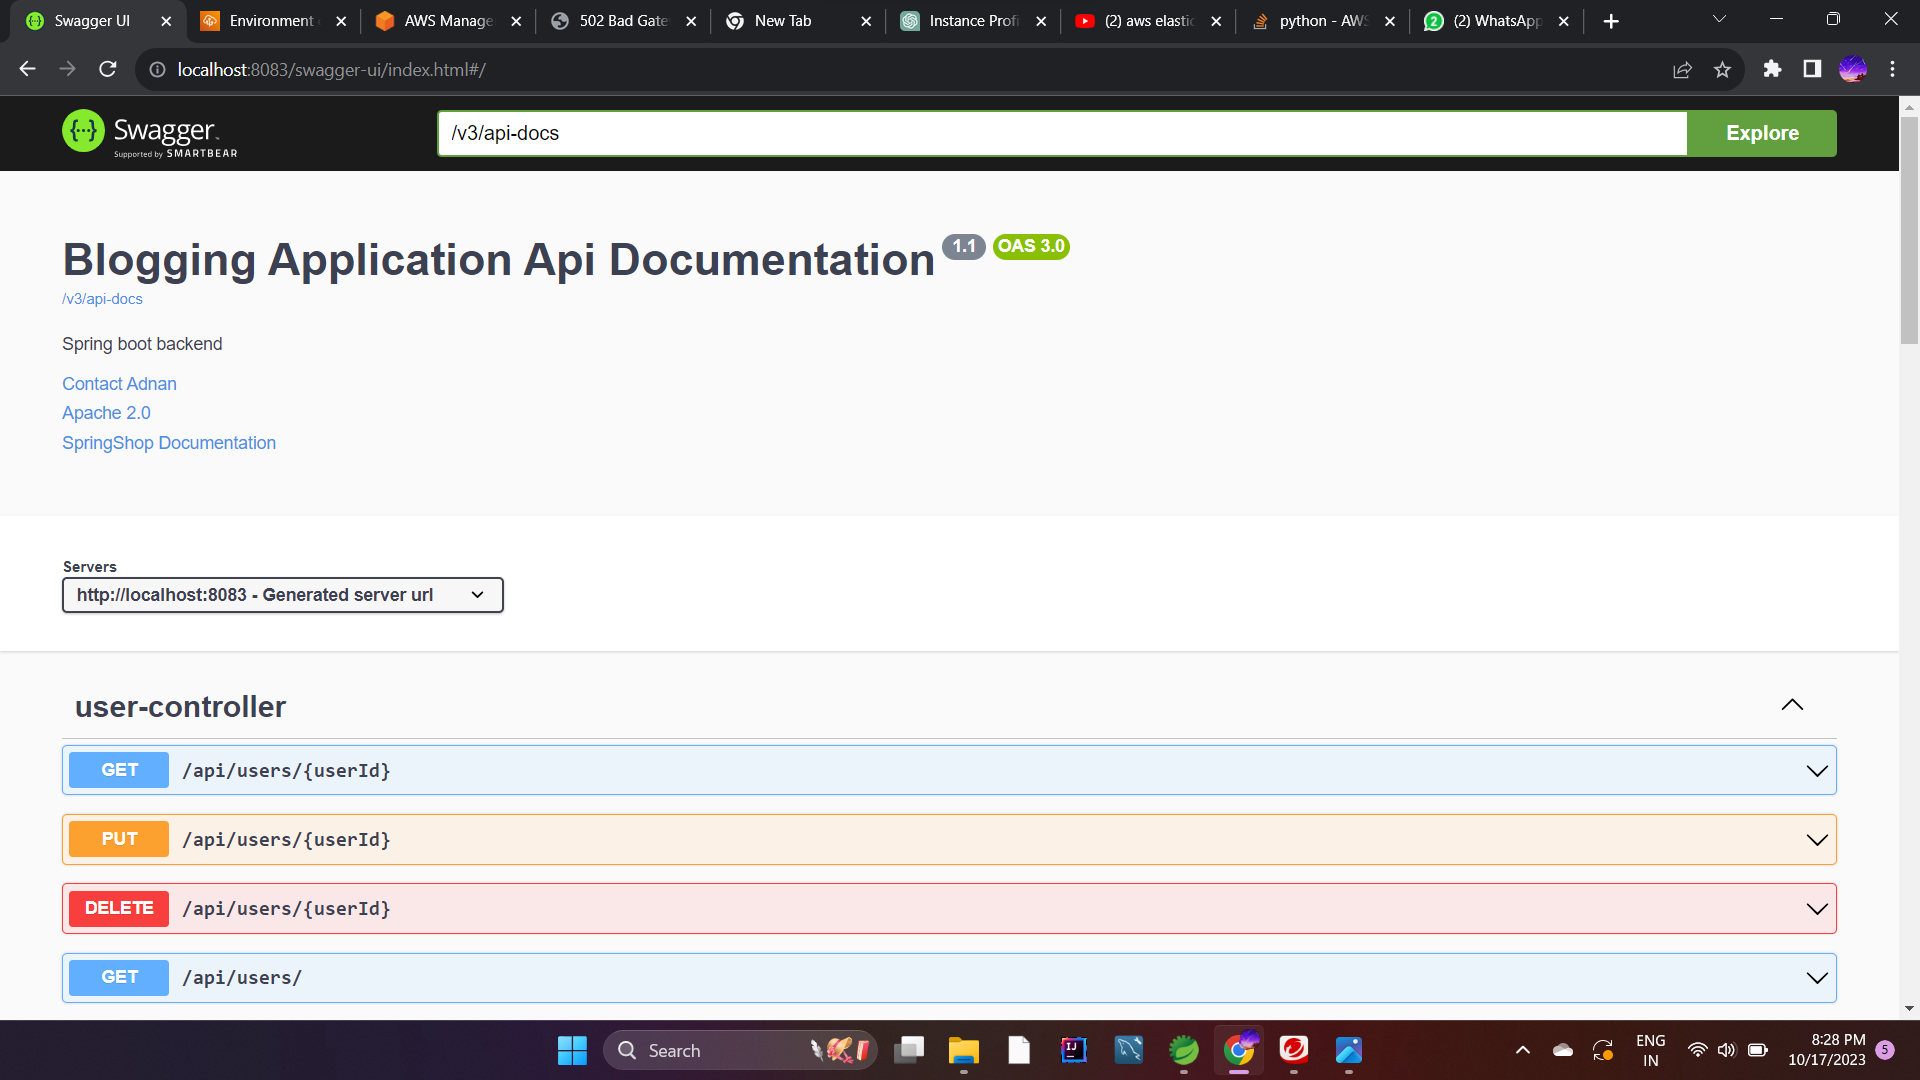 Swagger UI
Environment
AWS Manage
502 Bad Gate
New Tab
Instance Profi
(2) aws elastic
python - AWS
2
(2) WhatsApp
localhost:8083/swagger-ui/index.html#/
Swagger
Supported by SMARTBEAR
/v3/api-docs
Explore
Blogging Application Api Documentation 1.1 OAS 3.0
/v3/api-docs
Spring boot backend
Contact Adnan
Apache 2.0
SpringShop Documentation
Servers
http://localhost:8083 - Generated server url
user-controller
GET /api/users/{userId}
PUT /api/users/{userId}
DELETE /api/users/{userId}
GET /api/users/
Search
IJ
ENG
IN
8:28 PM
10/17/2023
5